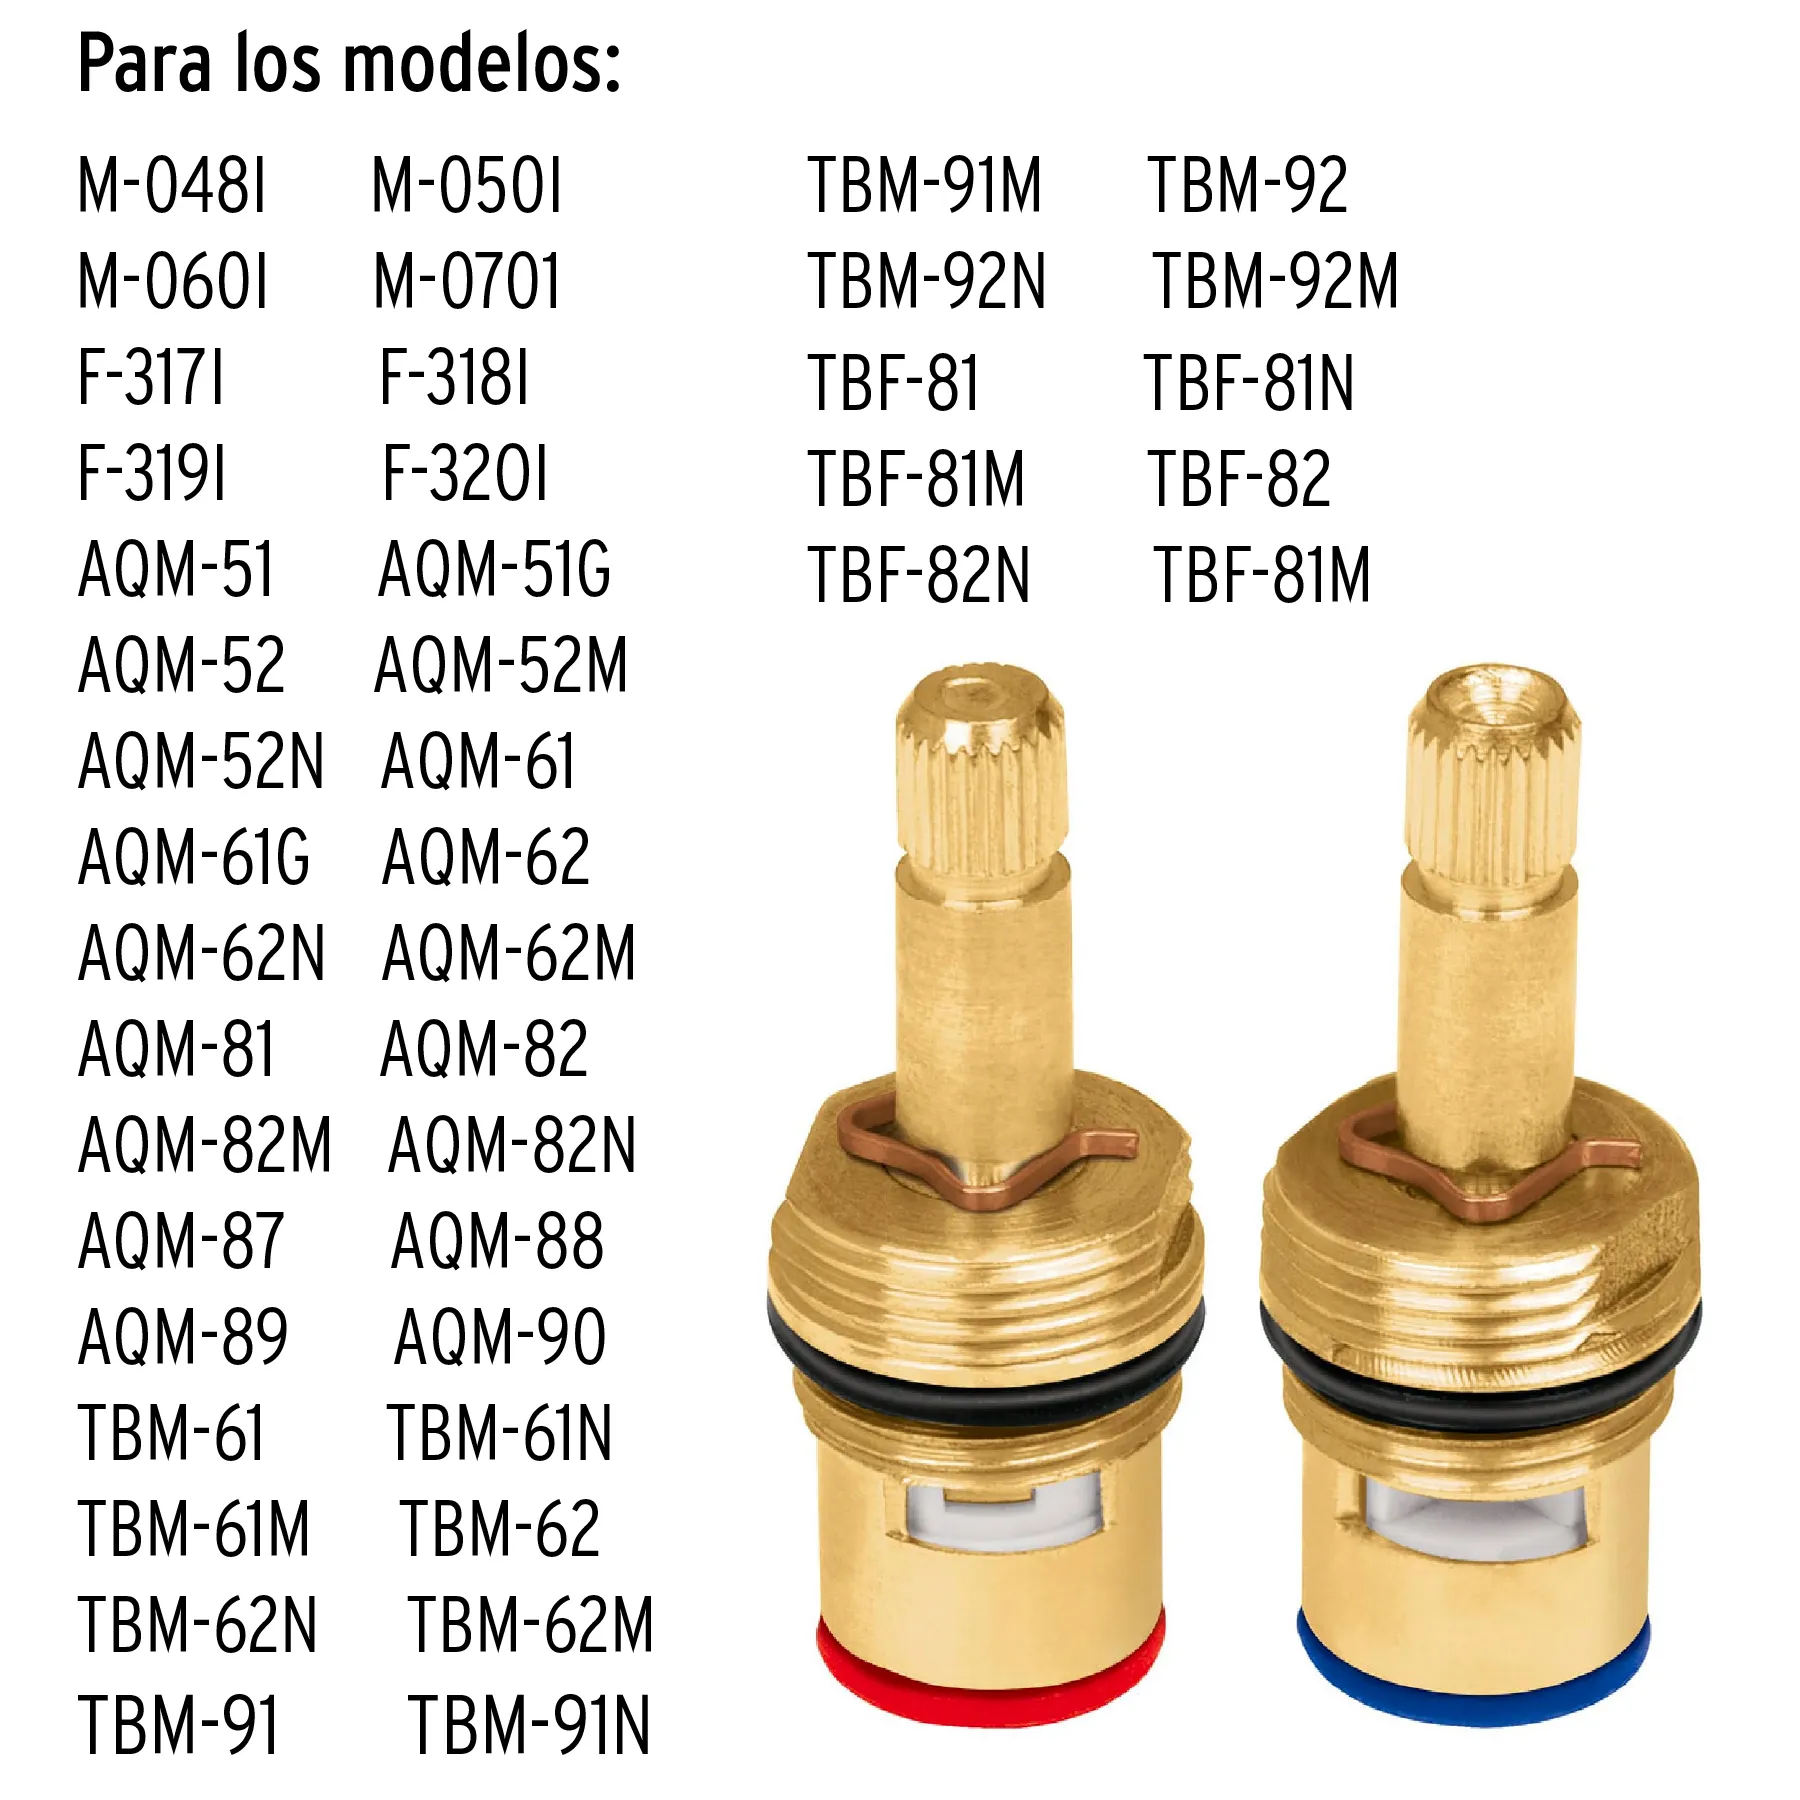 Para los modelos:
M-048I M-050I
M-060I M-0701
F-317I F-318I
F-319I F-320I
AQM-51 AQM-51G
AQM-52 AQM-52M
AQM-52N AQM-61
AQM-61G AQM-62
AQM-62N AQM-62M
AQM-81 AQM-82
AQM-82M AQM-82N
AQM-87 AQM-88
AQM-89 AQM-90
TBM-61 TBM-61N
TBM-61M TBM-62
TBM-62N TBM-62M
TBM-91 TBM-91N
TBM-91M TBM-92
TBM-92N TBM-92M
TBF-81 TBF-81N
TBF-81M TBF-82
TBF-82N TBF-81M